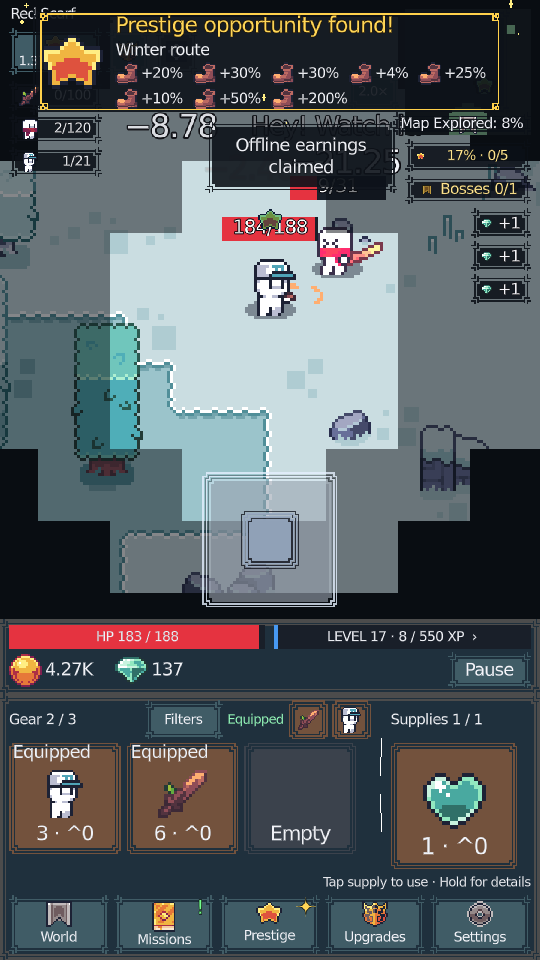 Red Scarf
Prestige opportunity found!
Winter route
+20% +30% +30% +4% +25%
+10% +50% +200%
0/100
2/120
1/21
−8.78
Map Explored: 8%
Offline earnings
claimed
17% · 0/5
Bosses 0/1
+1
+1
+1
184/188
HP 183 / 188
LEVEL 17 · 8 / 550 XP ›
4.27K
137
Pause
Gear 2 / 3
Filters
Equipped
Supplies 1 / 1
Equipped
Equipped
3 · ^0
6 · ^0
Empty
1 · ^0
Tap supply to use · Hold for details
World
Missions
Prestige
Upgrades
Settings